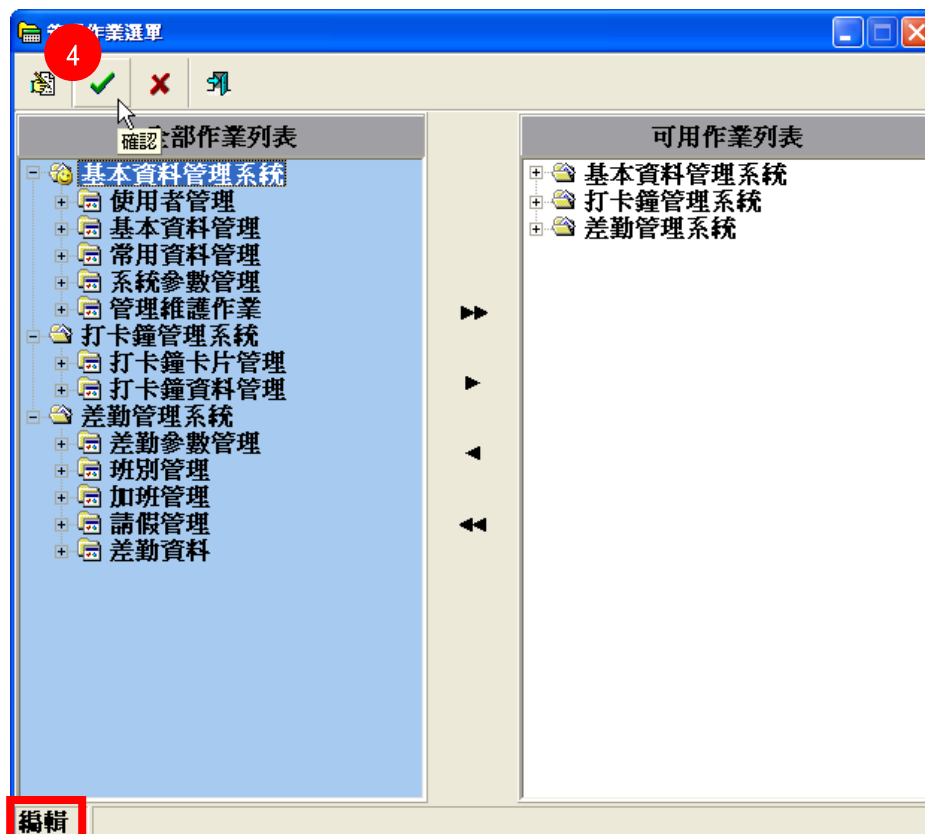 作業選單
4
確認
全部作業列表
可用作業列表
基本資料管理系統
使用者管理
基本資料管理
常用資料管理
系統參數管理
管理維護作業
打卡鐘管理系統
打卡鐘卡片管理
打卡鐘資料管理
差勤管理系統
差勤參數管理
班別管理
加班管理
請假管理
差勤資料
基本資料管理系統
打卡鐘管理系統
差勤管理系統
編輯